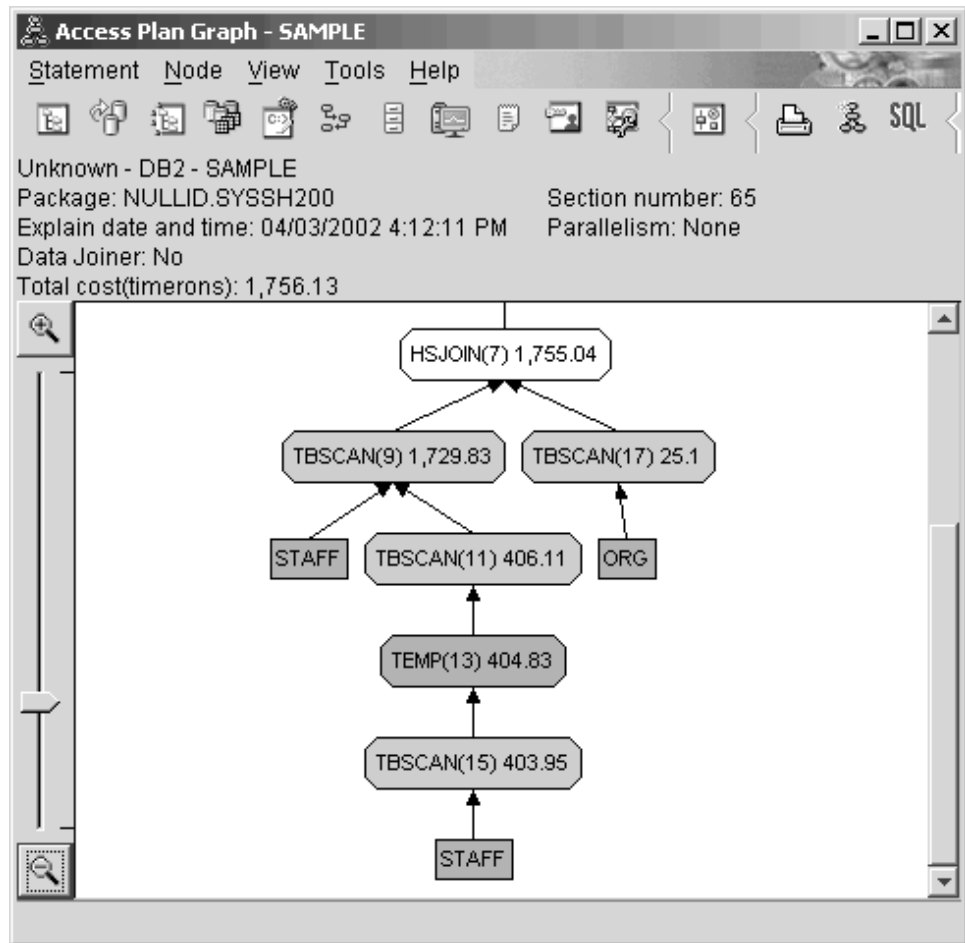 Access Plan Graph - SAMPLE
Statement Node View Tools Help
SQL
Unknown - DB2 - SAMPLE
Package: NULLID.SYSSH200 Section number: 65
Explain date and time: 04/03/2002 4:12:11 PM Parallelism: None
Data Joiner: No
Total cost(timerons): 1,756.13
HSJOIN(7) 1,755.04
TBSCAN(9) 1,729.83 TBSCAN(17) 25.1
STAFF TBSCAN(11) 406.11 ORG
TEMP(13) 404.83
TBSCAN(15) 403.95
STAFF